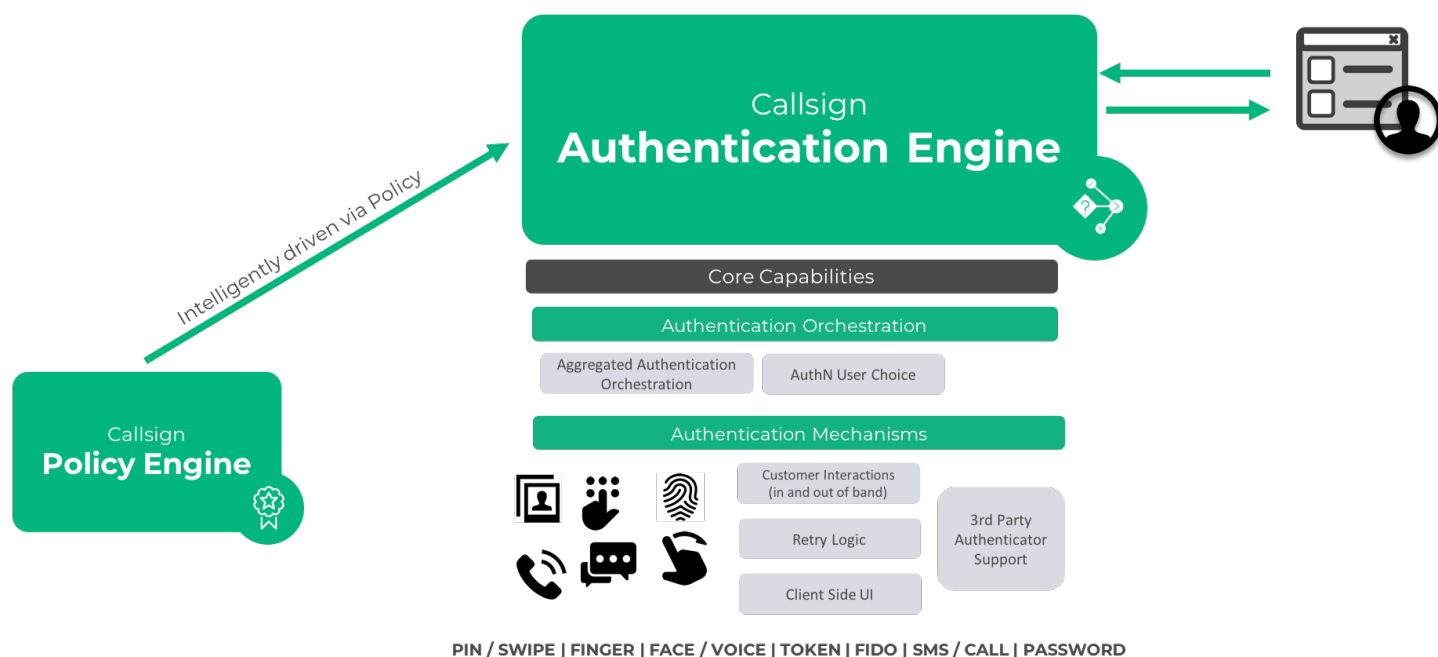 Callsign
Authentication Engine
Intelligently driven via Policy
Callsign
Policy Engine
Core Capabilities
Authentication Orchestration
Aggregated Authentication
Orchestration
AuthN User Choice
Authentication Mechanisms
Customer Interactions
(in and out of band)
Retry Logic
Client Side UI
3rd Party
Authenticator
Support
PIN / SWIPE | FINGER | FACE / VOICE | TOKEN | FIDO | SMS / CALL | PASSWORD